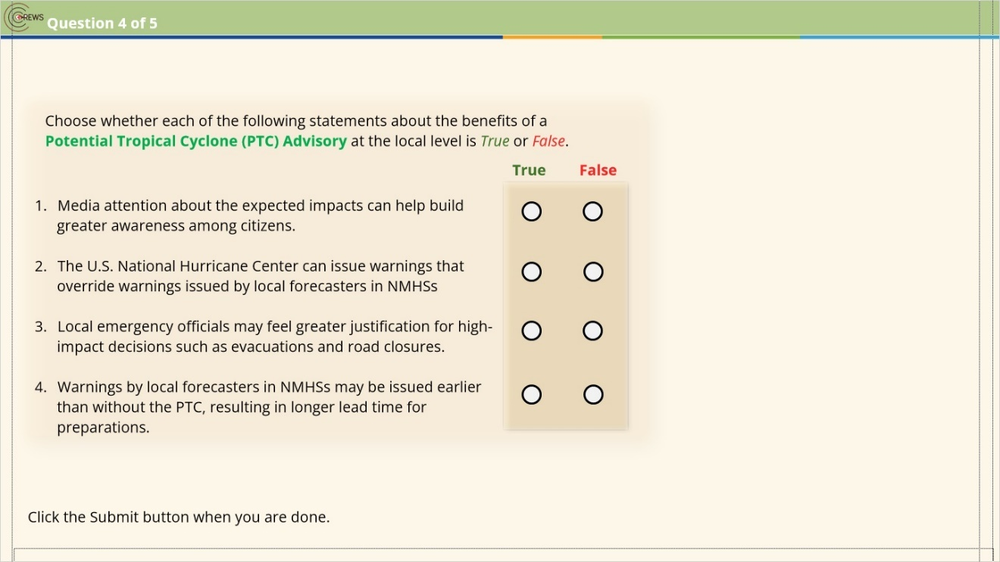 CREWS
Question 4 of 5
Choose whether each of the following statements about the benefits of a
Potential Tropical Cyclone (PTC) Advisory at the local level is True or False.
True False
1. Media attention about the expected impacts can help build
greater awareness among citizens.
2. The U.S. National Hurricane Center can issue warnings that
override warnings issued by local forecasters in NMHSs
3. Local emergency officials may feel greater justification for high-
impact decisions such as evacuations and road closures.
4. Warnings by local forecasters in NMHSs may be issued earlier
than without the PTC, resulting in longer lead time for
preparations.
Click the Submit button when you are done.